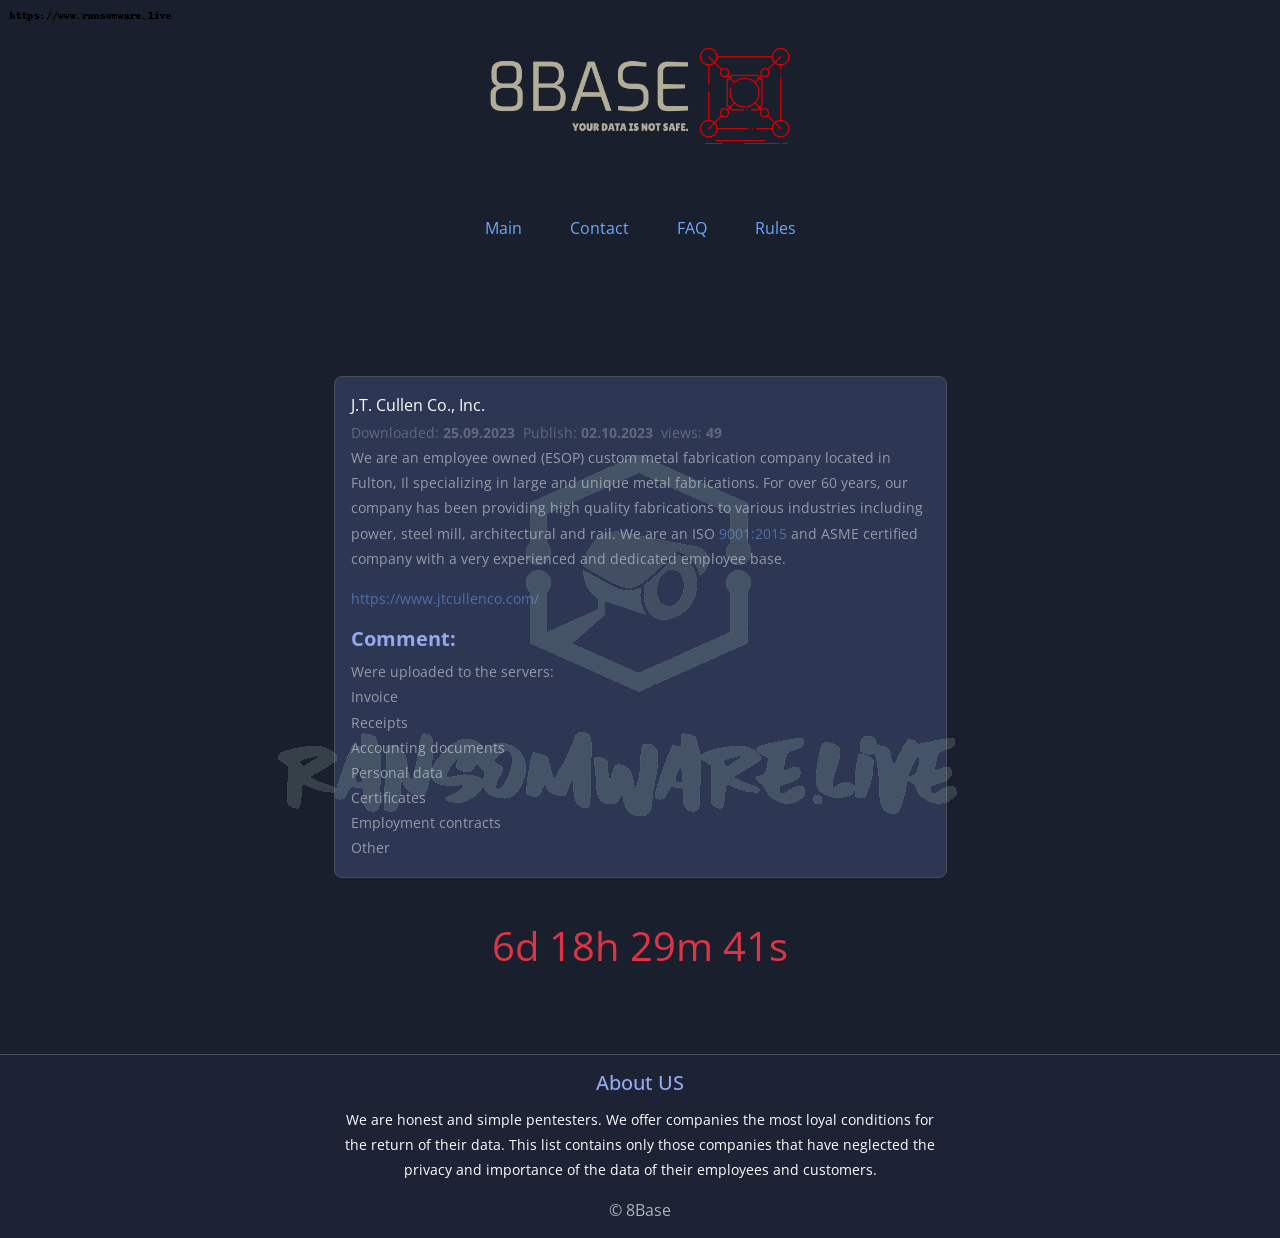 https://www.ransomware.live
8BASE
YOUR DATA IS NOT SAFE.
Main Contact FAQ Rules
J.T. Cullen Co., Inc.
Downloaded: 25.09.2023 Publish: 02.10.2023 views: 49
We are an employee owned (ESOP) custom metal fabrication company located in
Fulton, Il specializing in large and unique metal fabrications. For over 60 years, our
company has been providing high quality fabrications to various industries including
power, steel mill, architectural and rail. We are an ISO 9001:2015 and ASME certified
company with a very experienced and dedicated employee base.
https://www.jtcullenco.com/
Comment:
Were uploaded to the servers:
Invoice
Receipts
Accounting documents
Personal data
Certificates
Employment contracts
Other
RANSOMWARE.LIVE
6d 18h 29m 41s
About US
We are honest and simple pentesters. We offer companies the most loyal conditions for
the return of their data. This list contains only those companies that have neglected the
privacy and importance of the data of their employees and customers.
© 8Base